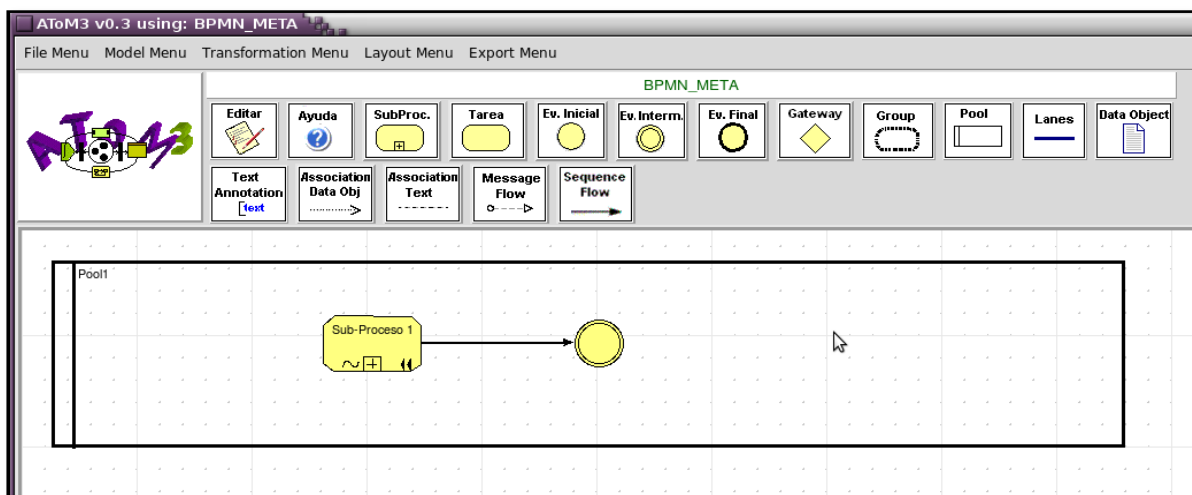 AToM3 v0.3 using: BPMN_META
File Menu Model Menu Transformation Menu Layout Menu Export Menu
AToM3
BPMN_META
Editar Ayuda SubProc. Tarea Ev. Inicial Ev. Interm. Ev. Final Gateway Group Pool Lanes Data Object
Text Annotation
[text
Association Data Obj
Association Text
Message Flow
Sequence Flow
Pool1
Sub-Proceso 1